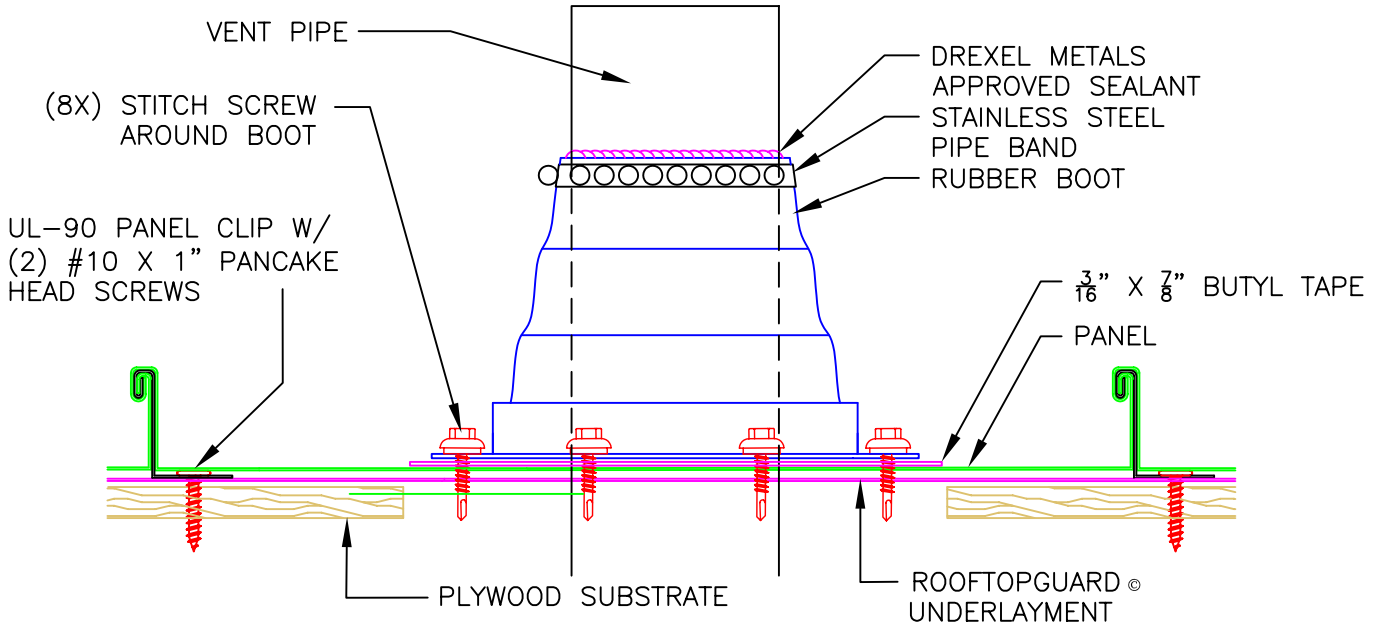 VENT PIPE
(8X) STITCH SCREW
AROUND BOOT
UL-90 PANEL CLIP W/
(2) #10 X 1" PANCAKE
HEAD SCREWS
DREXEL METALS
APPROVED SEALANT
STAINLESS STEEL
PIPE BAND
RUBBER BOOT
3/16" X 7/8" BUTYL TAPE
PANEL
PLYWOOD SUBSTRATE
ROOFTOPGUARD ©
UNDERLAYMENT